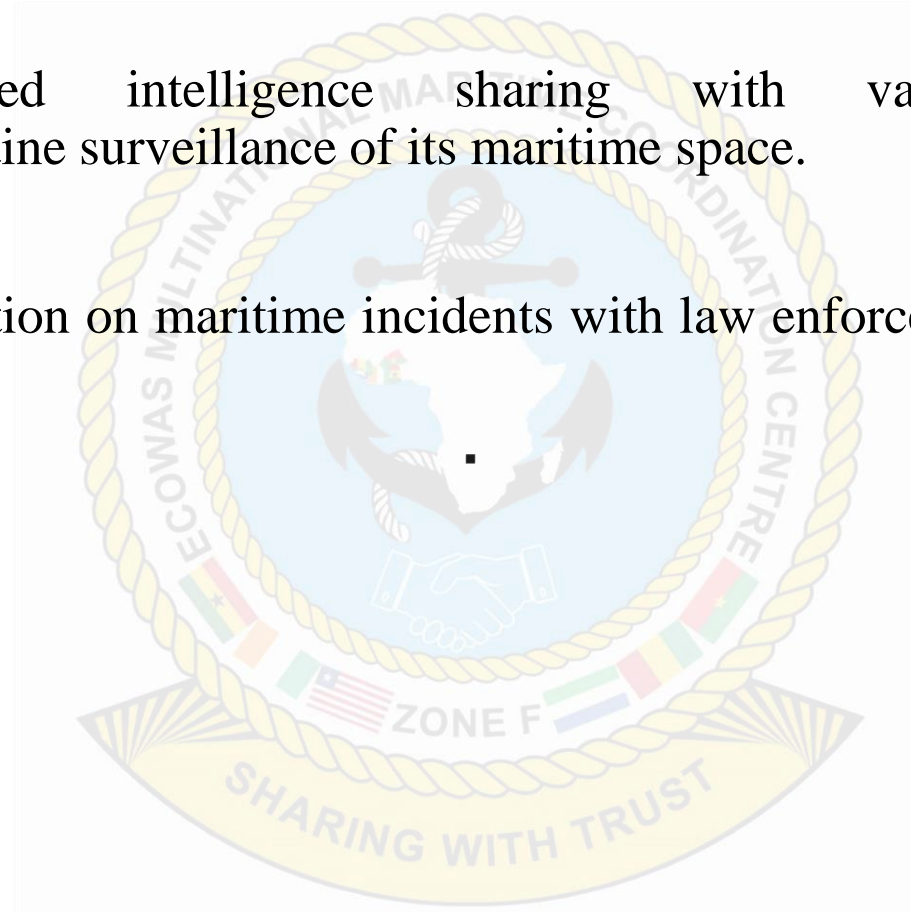 ed intelligence sharing with va
ine surveillance of its maritime space.
tion on maritime incidents with law enforce
.
ECOWAS MULTINATIONAL MARITIME COORDINATION CENTRE
ZONE F
SHARING WITH TRUST